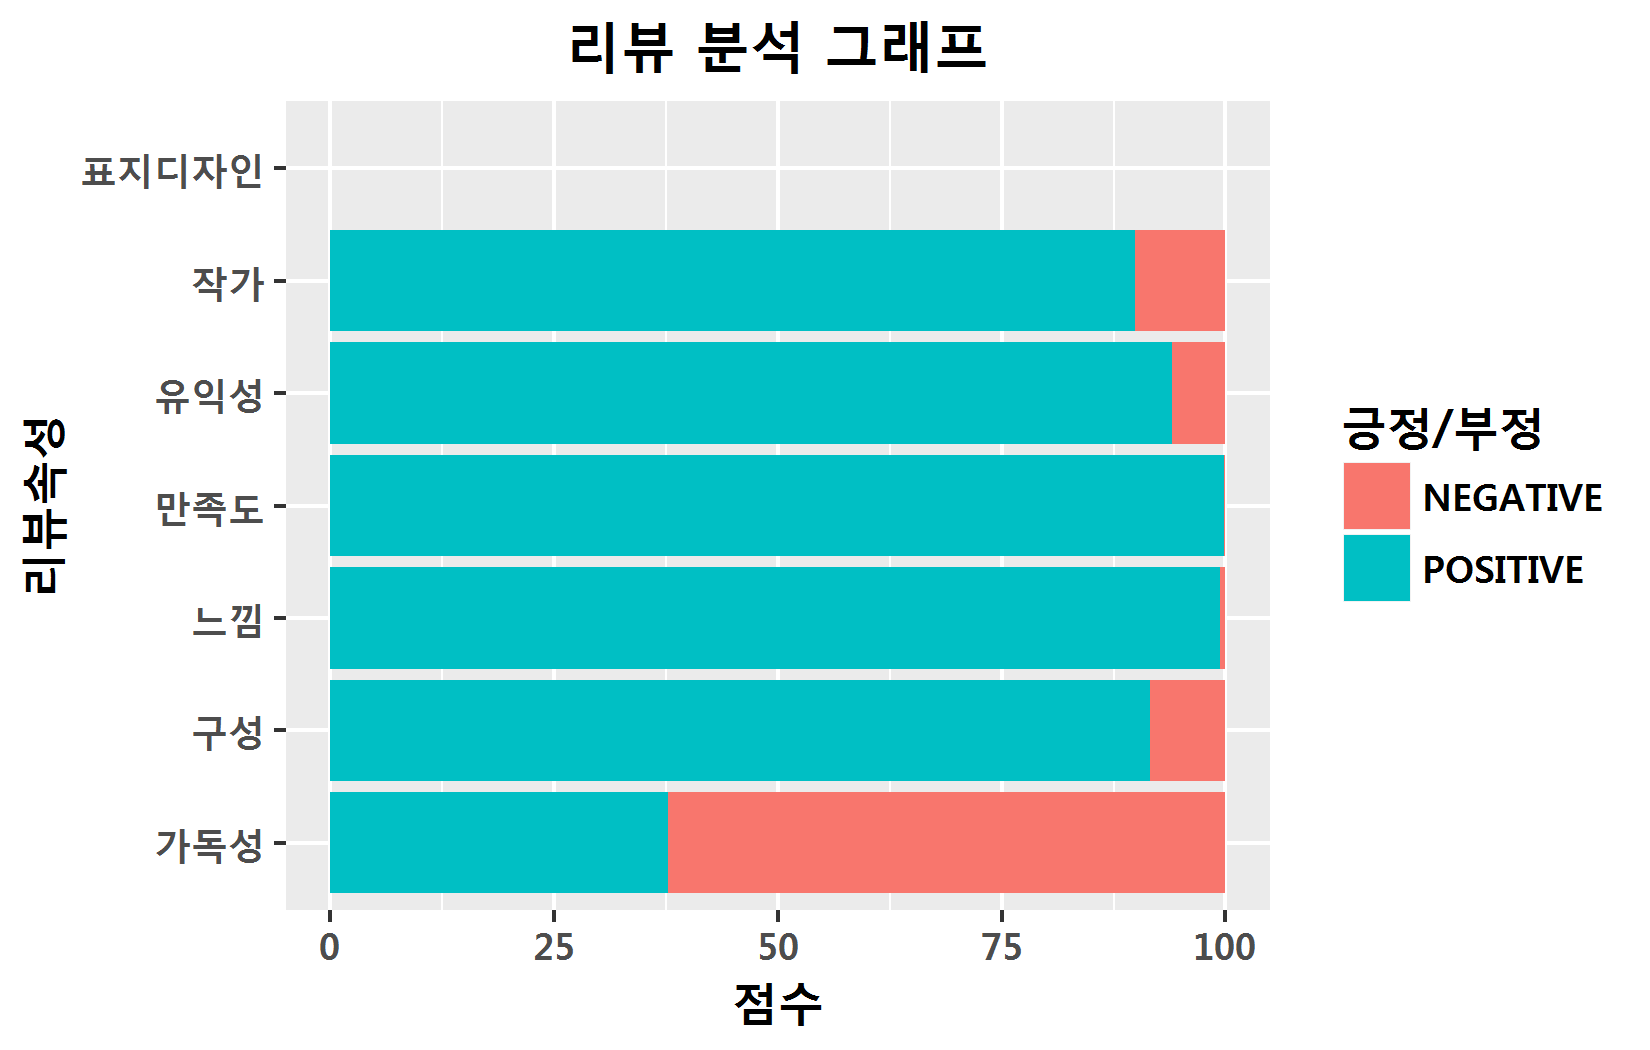 리뷰 분석 그래프
리뷰속성
표지디자인
작가
유익성
만족도
느낌
구성
가독성
0 25 50 75 100
점수
긍정/부정
NEGATIVE
POSITIVE